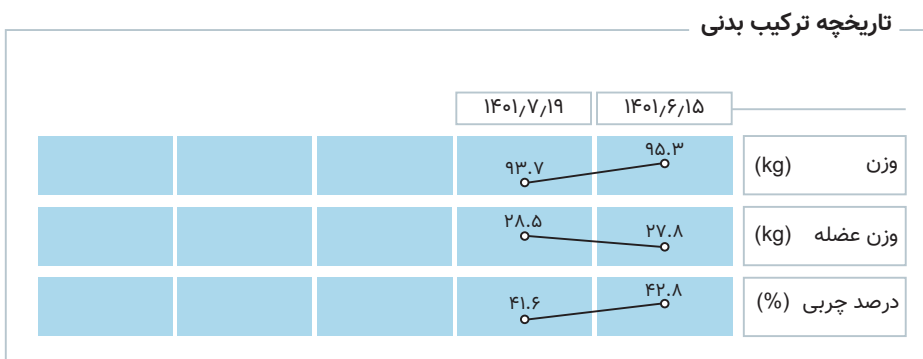 تاریخچه ترکیب بدنی
۱۴۰۱٫۶٫۱۵ ۱۴۰۱٫۷٫۱۹
وزن (kg) ۹۵.۳ ۹۳.۷
وزن عضله (kg) ۲۷.۸ ۲۸.۵
درصد چربی (%) ۴۲.۸ ۴۱.۶